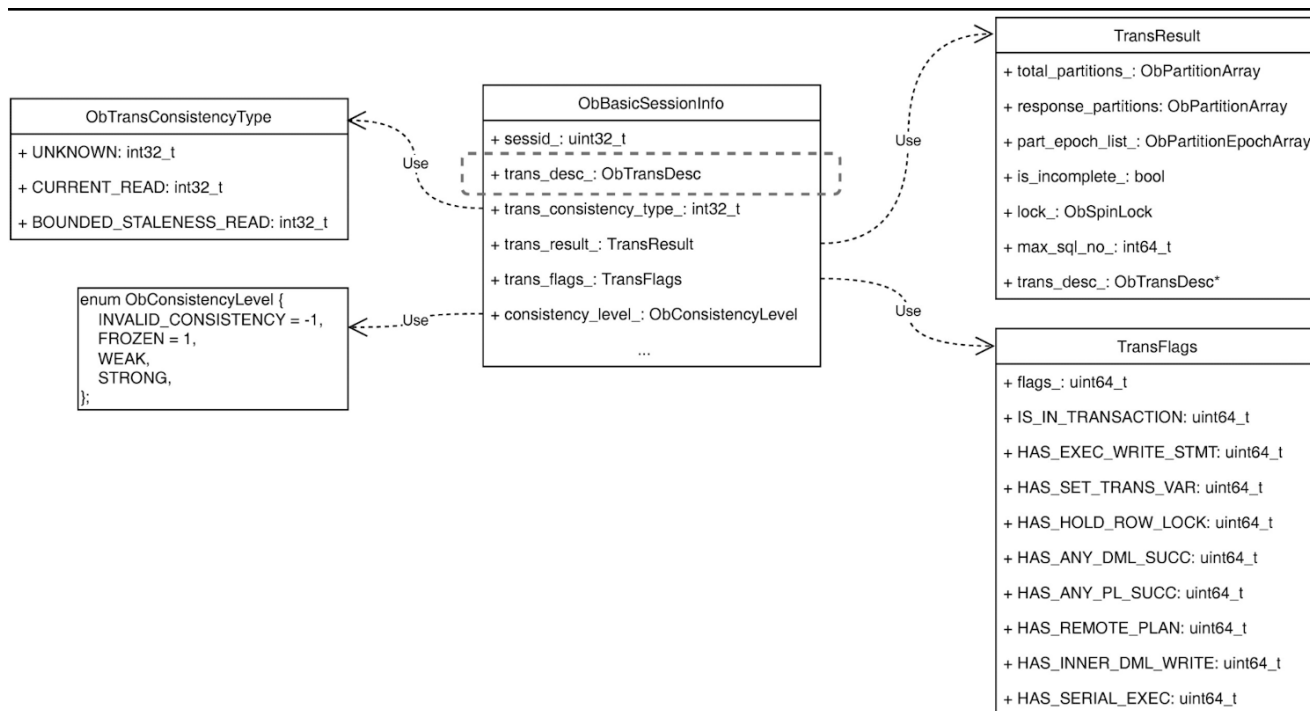 ObTransConsistencyType
+ UNKNOWN: int32_t
+ CURRENT_READ: int32_t
+ BOUNDED_STALENESS_READ: int32_t
Use
enum ObConsistencyLevel {
INVALID_CONSISTENCY = -1,
FROZEN = 1,
WEAK,
STRONG,
};
Use
ObBasicSessionInfo
+ sessid_: uint32_t
+ trans_desc_: ObTransDesc
+ trans_consistency_type_: int32_t
+ trans_result_: TransResult
+ trans_flags_: TransFlags
+ consistency_level_: ObConsistencyLevel
...
Use
TransResult
+ total_partitions_: ObPartitionArray
+ response_partitions: ObPartitionArray
+ part_epoch_list_: ObPartitionEpochArray
+ is_incomplete_: bool
+ lock_: ObSpinLock
+ max_sql_no_: int64_t
+ trans_desc_: ObTransDesc*
Use
TransFlags
+ flags_: uint64_t
+ IS_IN_TRANSACTION: uint64_t
+ HAS_EXEC_WRITE_STMT: uint64_t
+ HAS_SET_TRANS_VAR: uint64_t
+ HAS_HOLD_ROW_LOCK: uint64_t
+ HAS_ANY_DML_SUCC: uint64_t
+ HAS_ANY_PL_SUCC: uint64_t
+ HAS_REMOTE_PLAN: uint64_t
+ HAS_INNER_DML_WRITE: uint64_t
+ HAS_SERIAL_EXEC: uint64_t